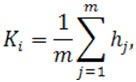 K_i = \frac{1}{m} \sum_{j=1}^{m} h_j,